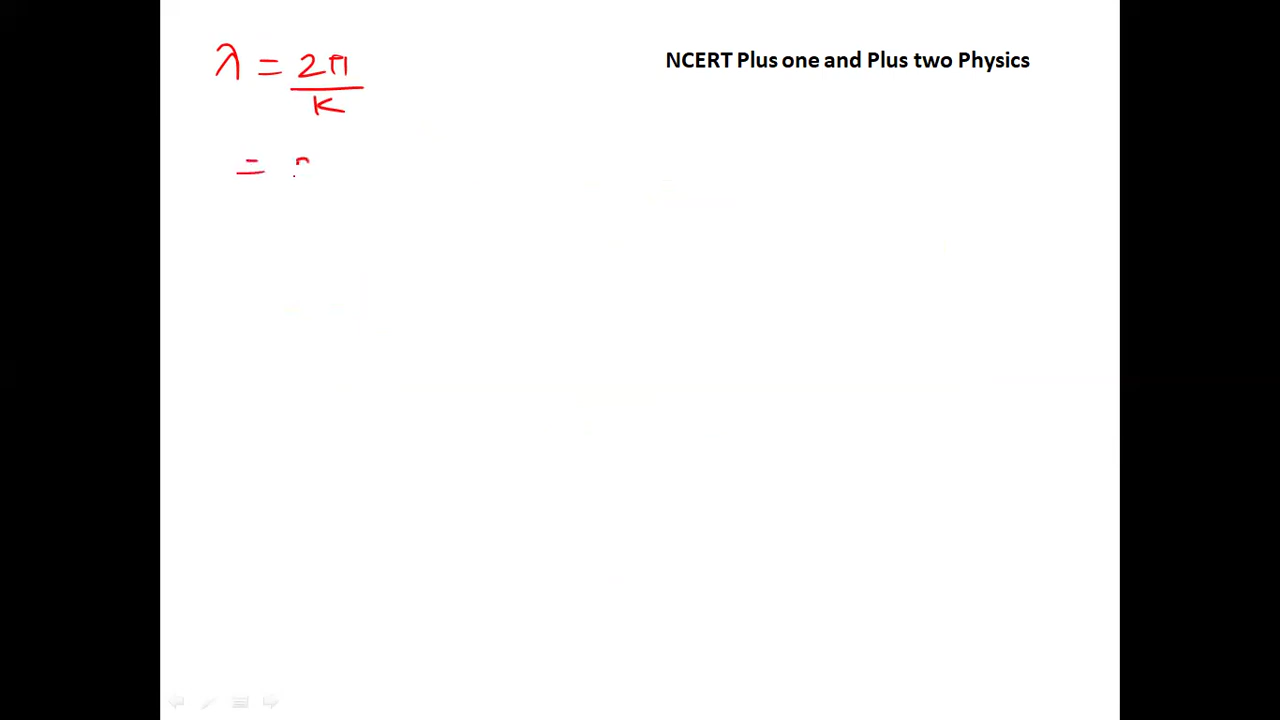 λ = 2π
NCERT Plus one and Plus two Physics
K
=